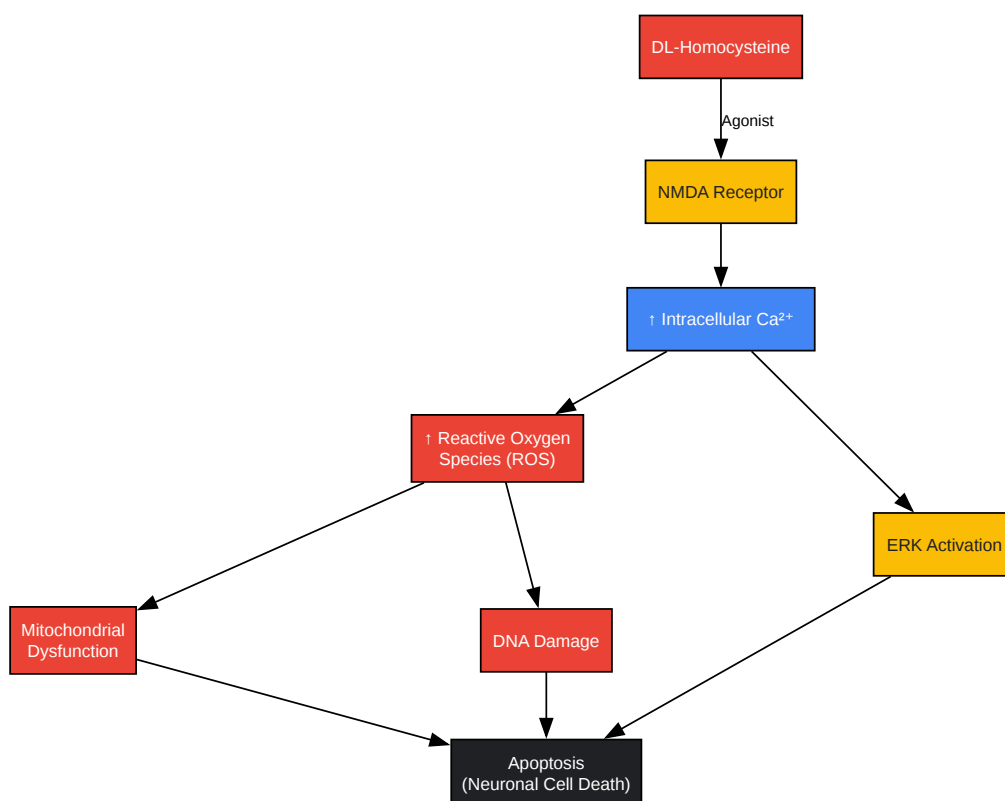 DL-Homocysteine
Agonist
NMDA Receptor
↑ Intracellular Ca²⁺
↑ Reactive Oxygen
Species (ROS)
ERK Activation
Mitochondrial
Dysfunction
DNA Damage
Apoptosis
(Neuronal Cell Death)